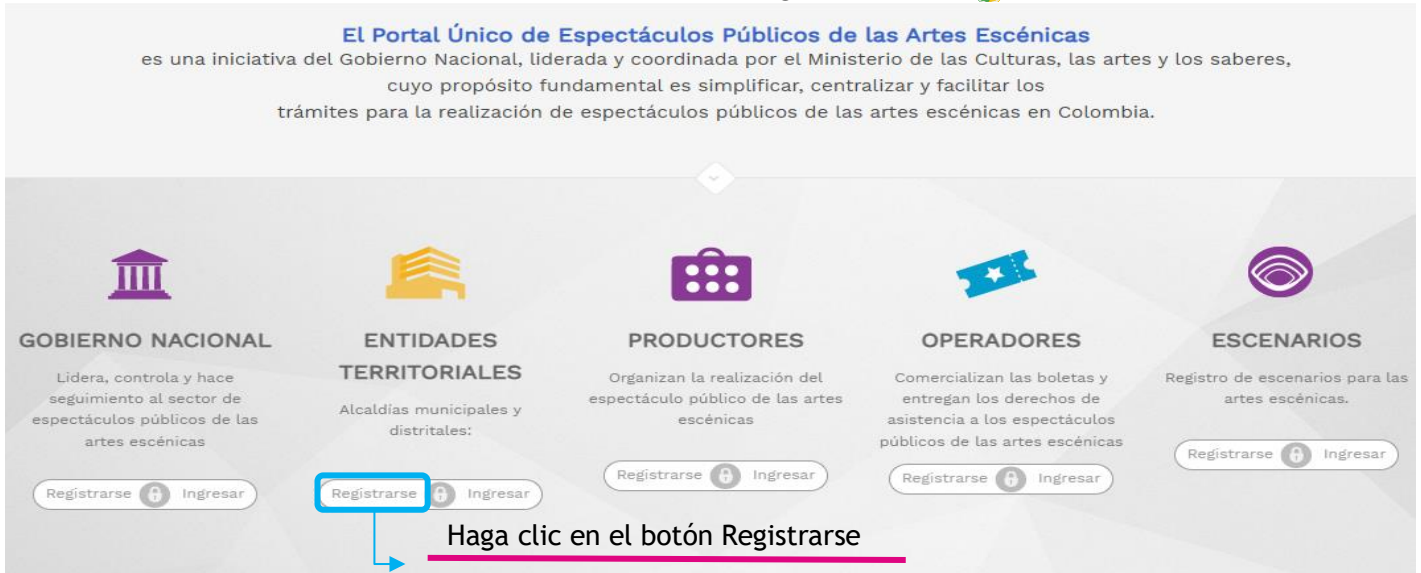 El Portal Único de Espectáculos Públicos de las Artes Escénicas
es una iniciativa del Gobierno Nacional, liderada y coordinada por el Ministerio de las Culturas, las artes y los saberes,
cuyo propósito fundamental es simplificar, centralizar y facilitar los
trámites para la realización de espectáculos públicos de las artes escénicas en Colombia.
GOBIERNO NACIONAL
Lidera, controla y hace
seguimiento al sector de
espectáculos públicos de las
artes escénicas
Registrarse Ingresar
ENTIDADES
TERRITORIALES
Alcaldías municipales y
distritales:
Registrarse Ingresar
PRODUCTORES
Organizan la realización del
espectáculo público de las artes
escénicas
Registrarse Ingresar
OPERADORES
Comercializan las boletas y
entregan los derechos de
asistencia a los espectáculos
públicos de las artes escénicas
Registrarse Ingresar
ESCENARIOS
Registro de escenarios para las
artes escénicas.
Registrarse Ingresar
Haga clic en el botón Registrarse